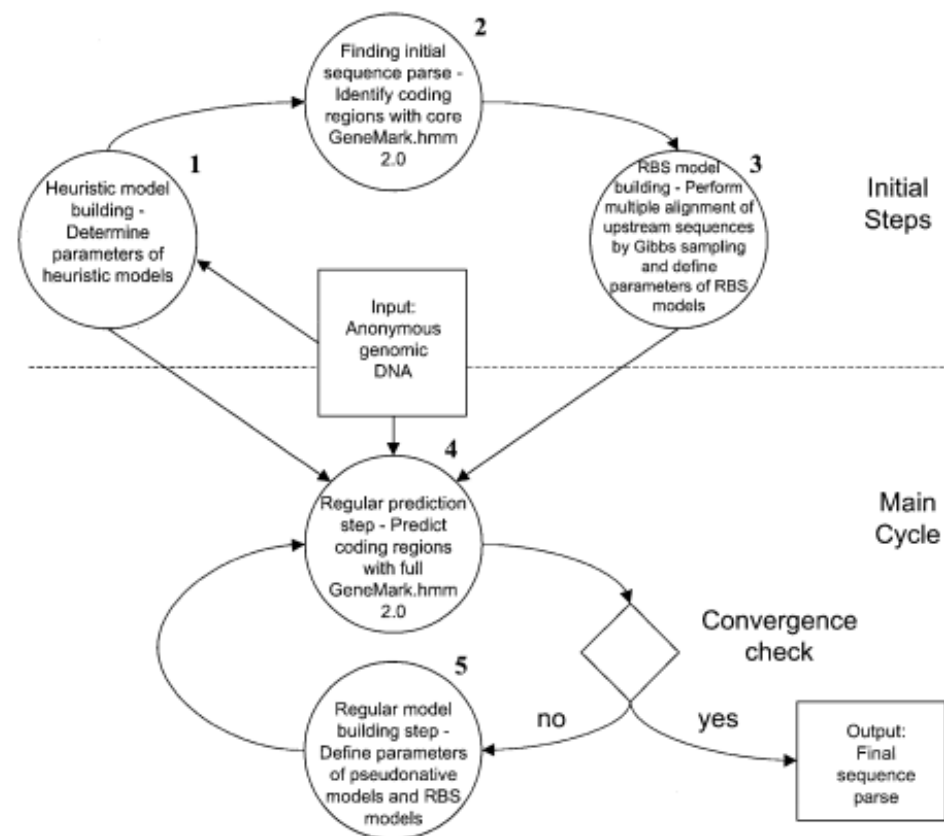 2
Finding initial
sequence parse -
Identify coding
regions with core
GeneMark.hmm
2.0
1
Heuristic model
building -
Determine
parameters of
heuristic models
3
RBS model
building - Perform
multiple alignment of
upstream sequences
by Gibbs sampling
and define
parameters of RBS
models
Initial
Steps
Input:
Anonymous
genomic
DNA
4
Regular prediction
step - Predict
coding regions
with full
GeneMark.hmm
2.0
Main
Cycle
Convergence
check
5
Regular model
building step -
Define parameters
of pseudonative
models and RBS
models
no
yes
Output:
Final
sequence
parse